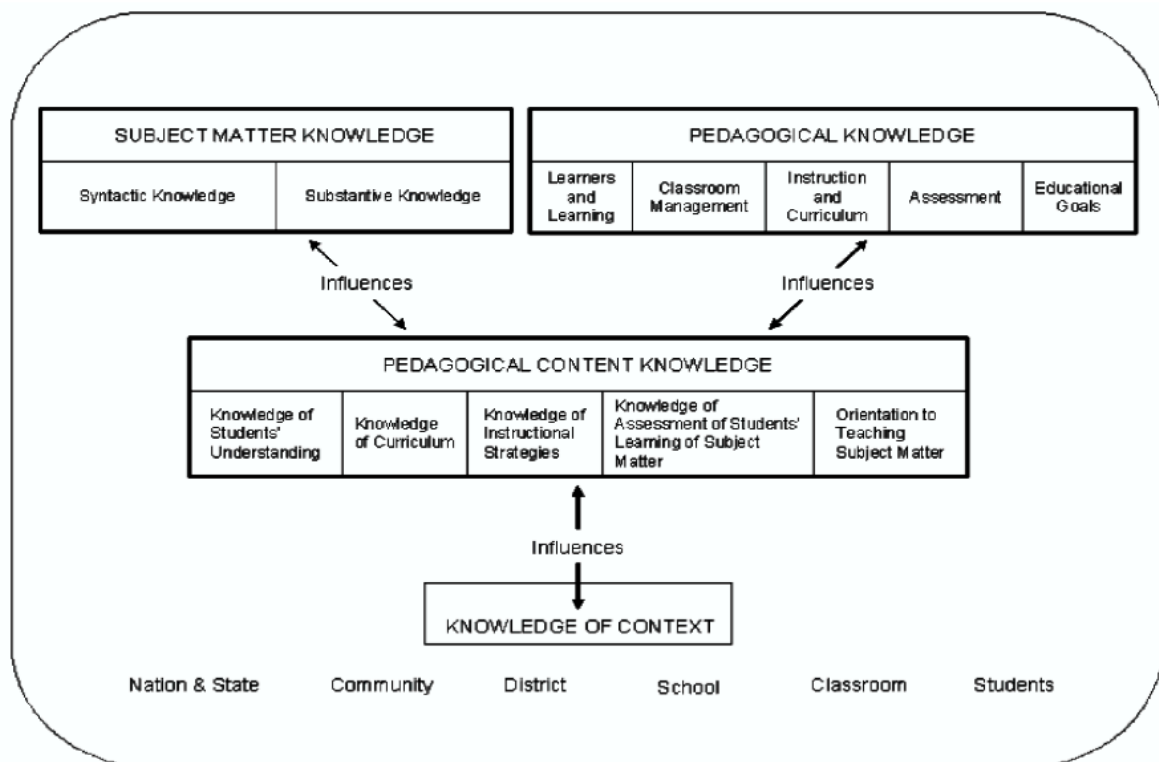 SUBJECT MATTER KNOWLEDGE
Syntactic Knowledge
Substantive Knowledge
PEDAGOGICAL KNOWLEDGE
Learners
and
Learning
Classroom
Management
Instruction
and
Curriculum
Assessment
Educational
Goals
Influences
Influences
PEDAGOGICAL CONTENT KNOWLEDGE
Knowledge of
Students'
Understanding
Knowledge
of Curriculum
Knowledge of
Instructional
Strategies
Knowledge of
Assessment of Students'
Learning of Subject
Matter
Orientation to
Teaching
Subject Matter
Influences
KNOWLEDGE OF CONTEXT
Nation & State Community District School Classroom Students